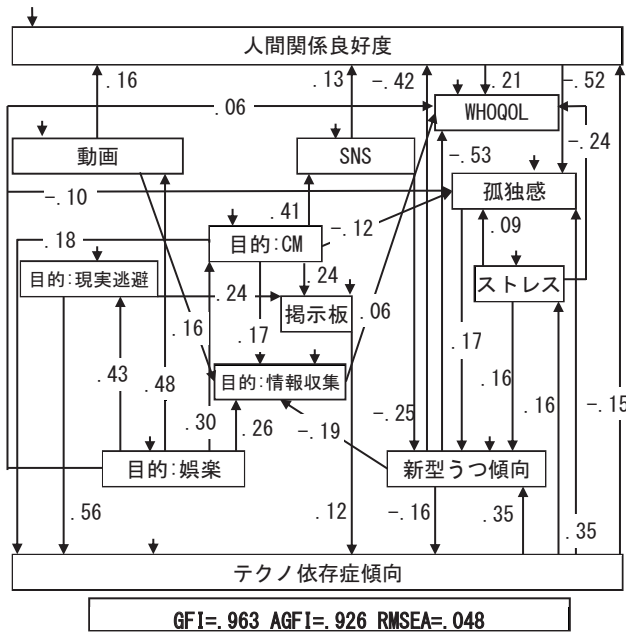 人間関係良好度
.16
.13
-.42
.21
-.52
.06
WHOQOL
動画
SNS
-.53
-.24
-.10
孤独感
.41
-.12
.18
目的:CM
.09
目的:現実逃避
.24
.24
ストレス
掲示板
.06
.16
.17
.17
目的:情報収集
.43
.48
.16
.16
-.15
.30
.26
-.19
-.25
目的:娯楽
新型うつ傾向
.56
.12
-.16
.35
.35
テクノ依存症傾向
GFI=.963 AGFI=.926 RMSEA=.048